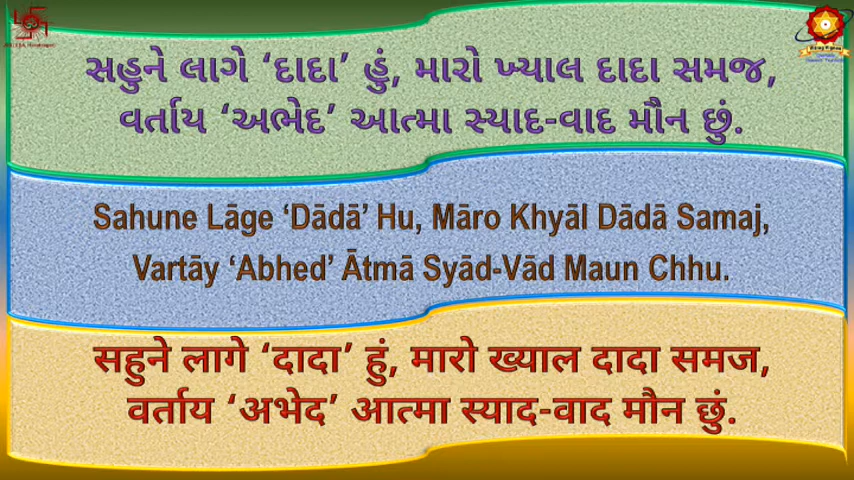 સહુને લાગે ‘દાદા’ હું, મારો ખ્યાલ દાદા સમજ,
વર્તાય ‘અભેદ’ આત્મા સ્યાદ-વાદ મૌન છું.
Sahune Lāge ‘Dādā’ Hu, Māro Khyāl Dādā Samaj,
Vartāy ‘Abhed’ Ātmā Syād-Vād Maun Chhu.
सहुने लागे ‘दादा’ हुं, मारो ख्याल दादा समज,
वर्ताय ‘अभेद’ आत्मा स्याद-वाद मौन छुं.